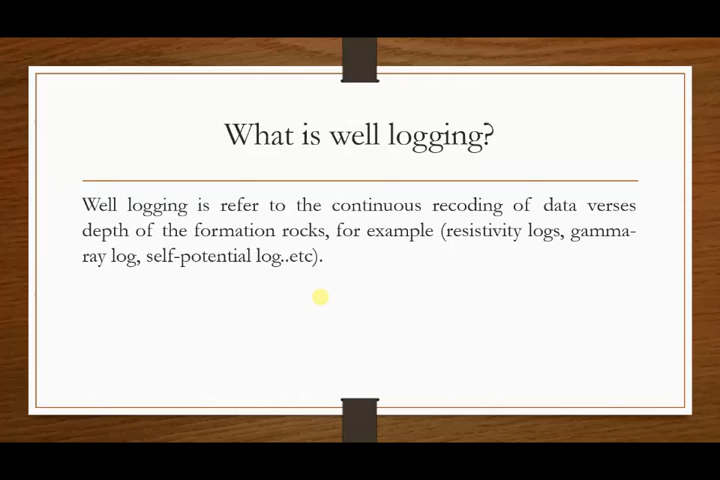 What is well logging?
Well logging is refer to the continuous recoding of data verses
depth of the formation rocks, for example (resistivity logs, gamma-
ray log, self-potential log..etc).